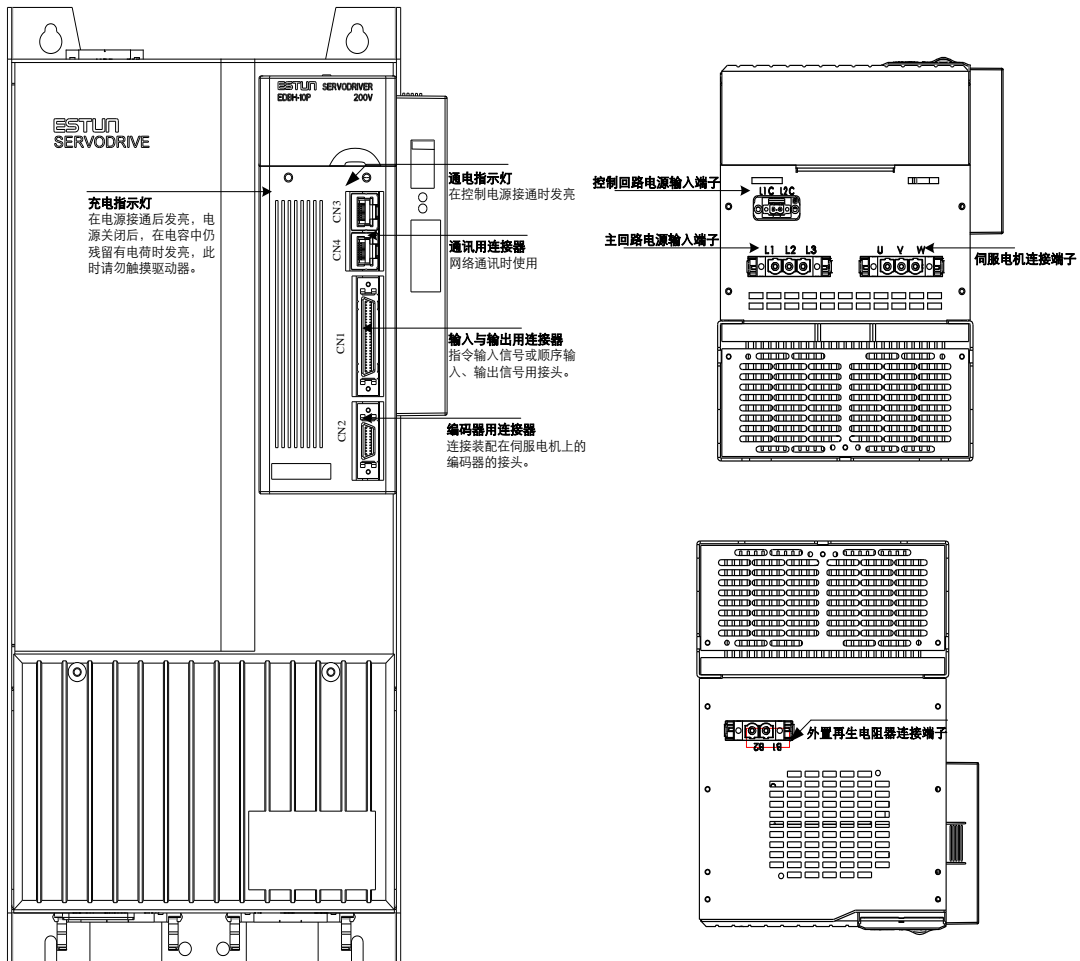 ESTUN SERVODRIVER
EDBH-10P 200V
ESTUN
SERVODRIVE
充电指示灯
在电源接通后发亮，电
源关闭后，在电容中仍
残留有电荷时发亮，此
时请勿触摸驱动器。
CN3
CN4
CN1
CN2
通电指示灯
在控制电源接通时发亮
通讯用连接器
网络通讯时使用
输入与输出用连接器
指令输入信号或顺序输
入、输出信号用接头。
编码器用连接器
连接装配在伺服电机上的
编码器的接头。
控制回路电源输入端子
L1C L2C
主回路电源输入端子
L1 L2 L3
U V W
伺服电机连接端子
外置再生电阻器连接端子
B2 B1